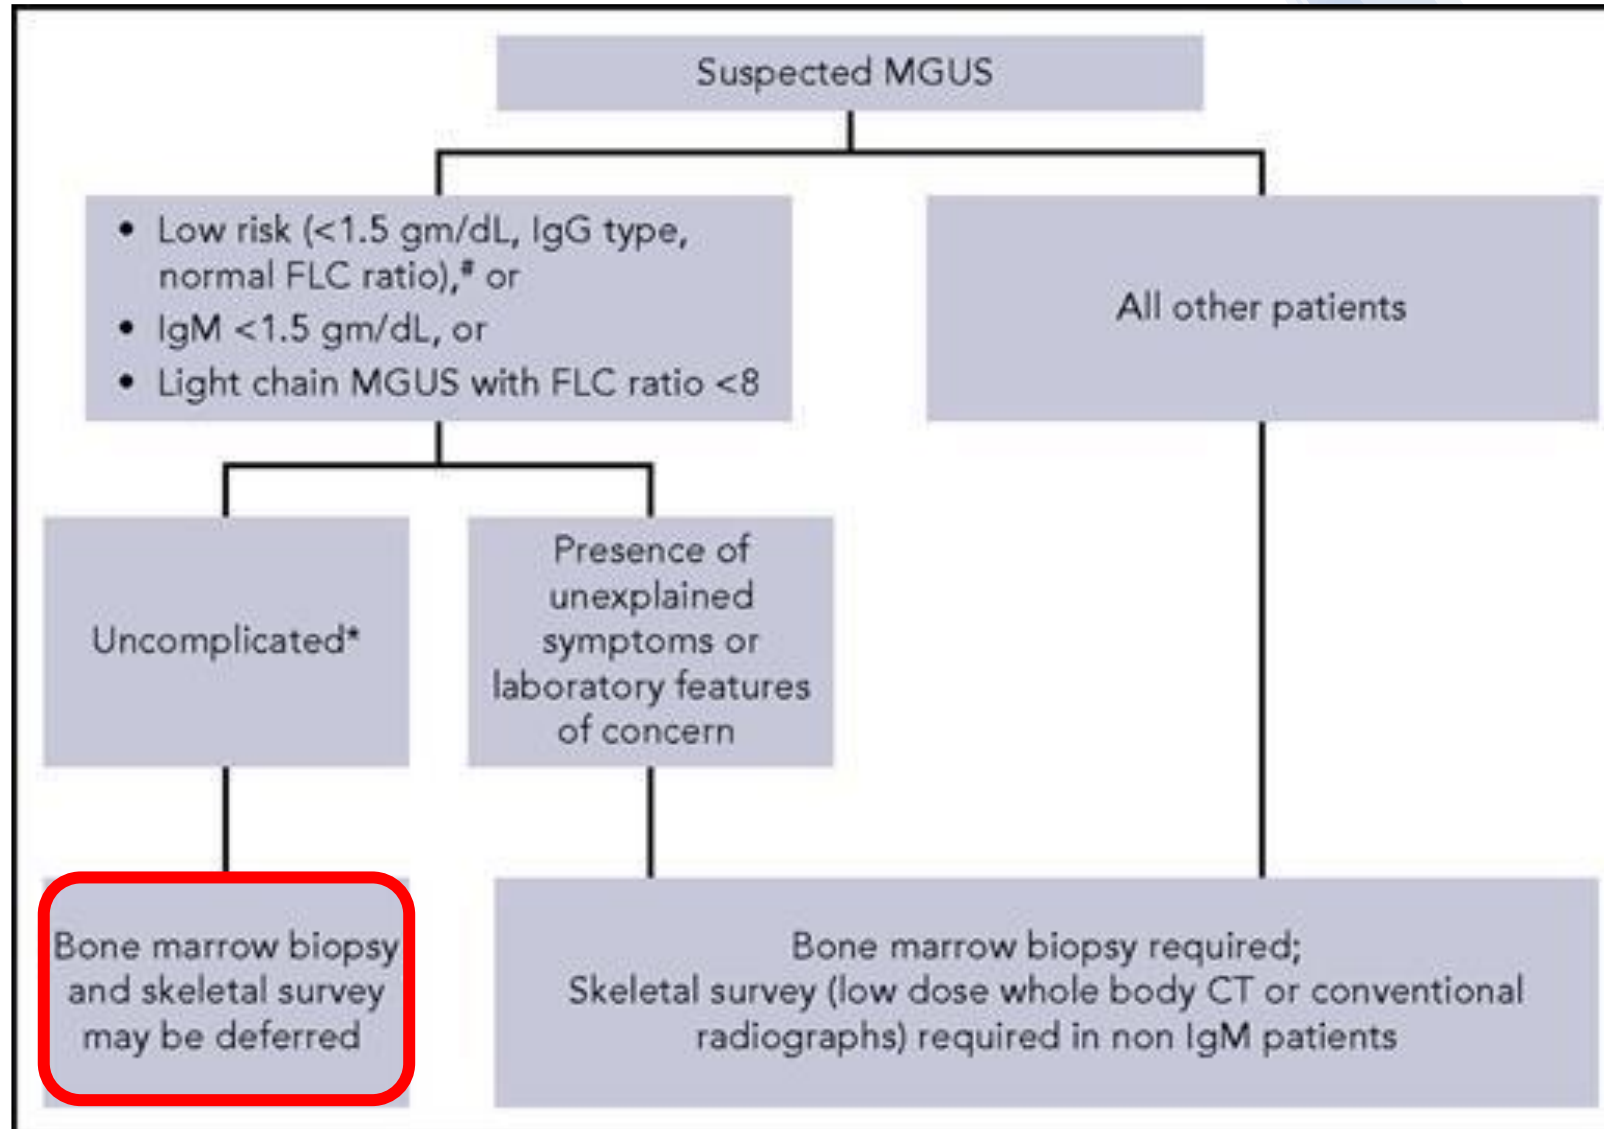 Suspected MGUS
• Low risk (<1.5 gm/dL, IgG type,
normal FLC ratio),# or
• IgM <1.5 gm/dL, or
• Light chain MGUS with FLC ratio <8
All other patients
Uncomplicated*
Presence of
unexplained
symptoms or
laboratory features
of concern
Bone marrow biopsy
and skeletal survey
may be deferred
Bone marrow biopsy required;
Skeletal survey (low dose whole body CT or conventional
radiographs) required in non IgM patients